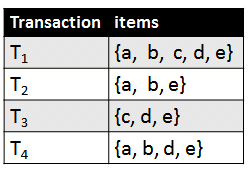 Transaction items
T₁ {a, b, c, d, e}
T₂ {a, b, e}
T₃ {c, d, e}
T₄ {a, b, d, e}